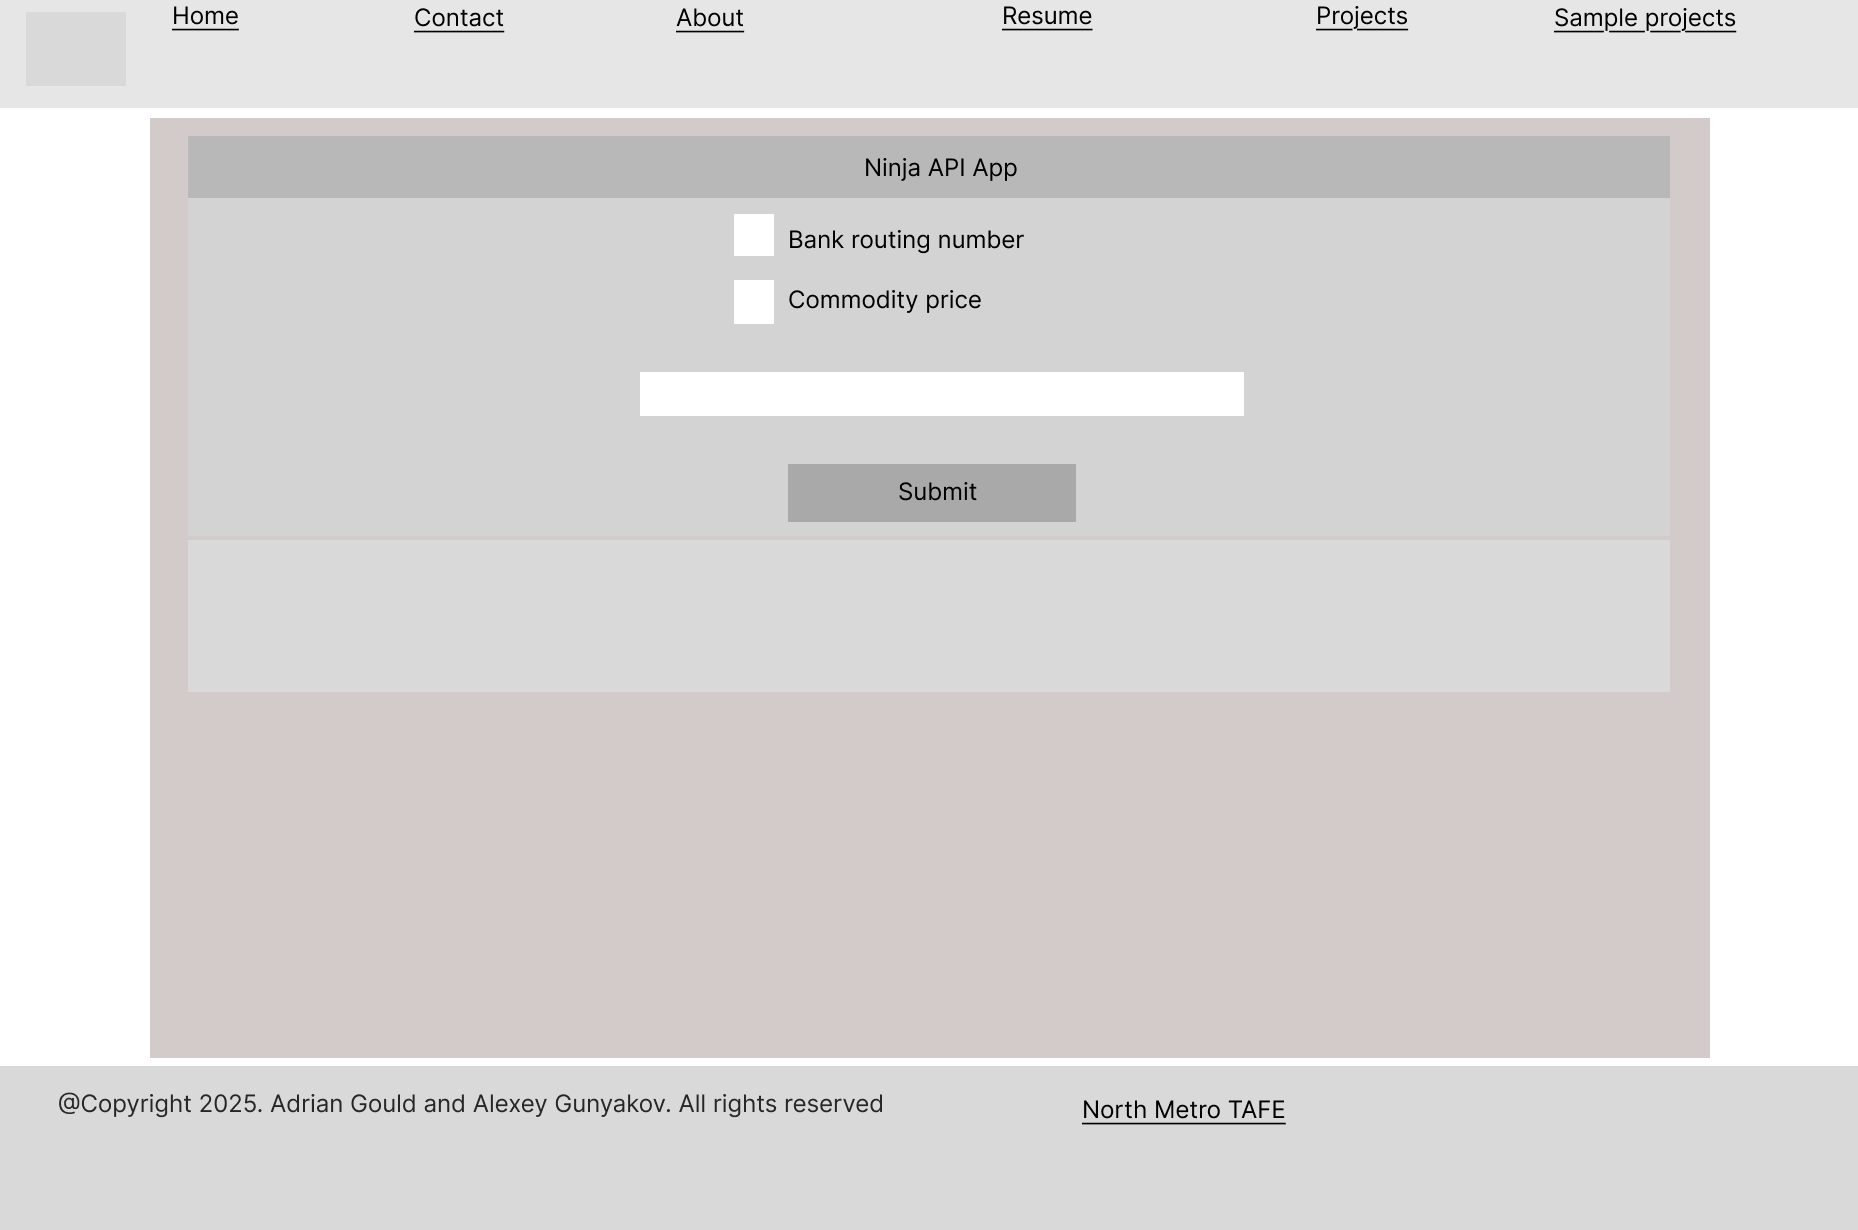 Home Contact About Resume Projects Sample projects
Ninja API App
Bank routing number
Commodity price
Submit
@Copyright 2025. Adrian Gould and Alexey Gunyakov. All rights reserved
North Metro TAFE